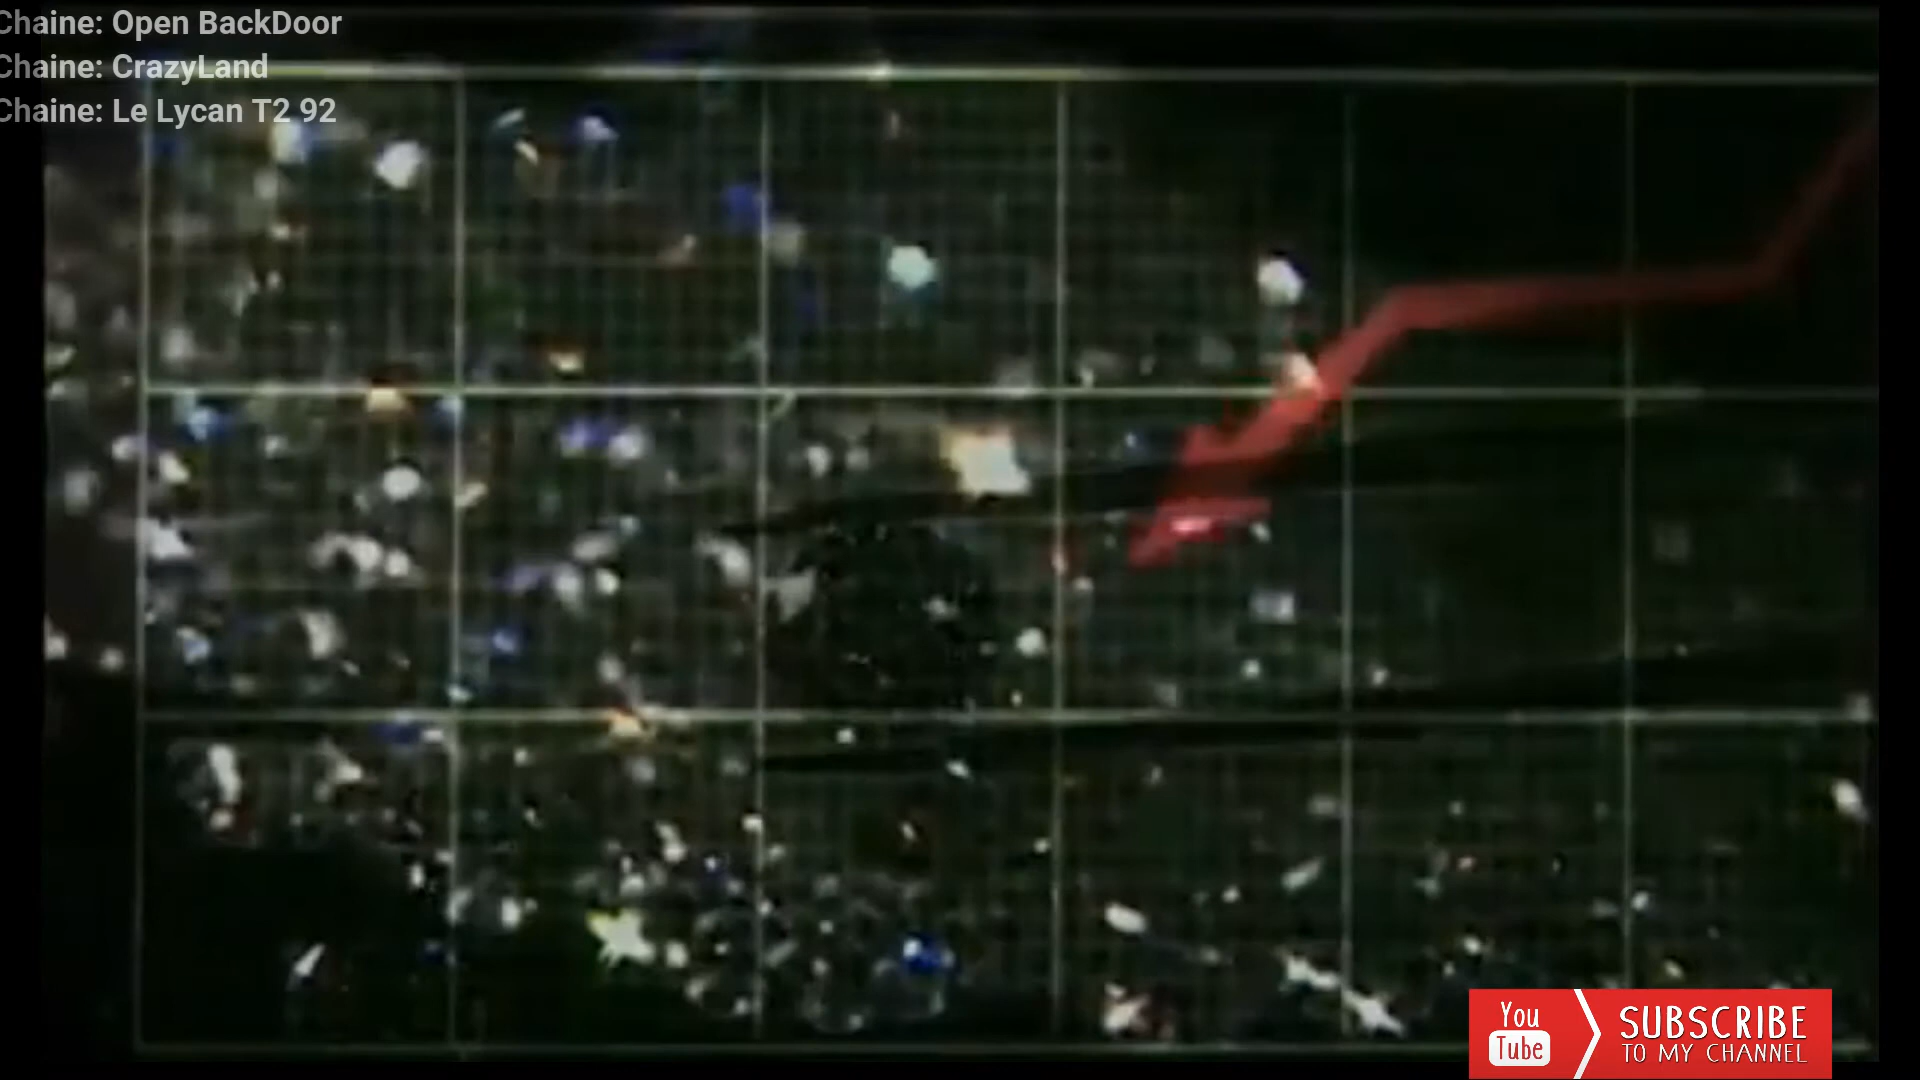 Chaine: Open BackDoor
Chaine: CrazyLand
Chaine: Le Lycan T2 92
You
Tube
SUBSCRIBE
TO MY CHANNEL